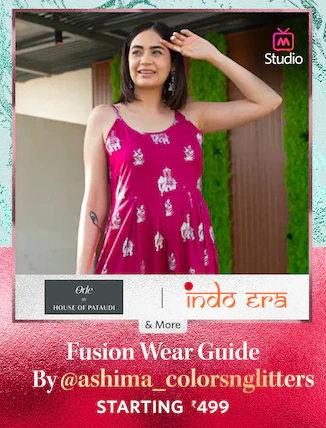 M
Studio
Ode
BY
HOUSE OF PATAUDI
indo era
& More
Fusion Wear Guide
By @ashima_colorsnglitters
STARTING ₹499